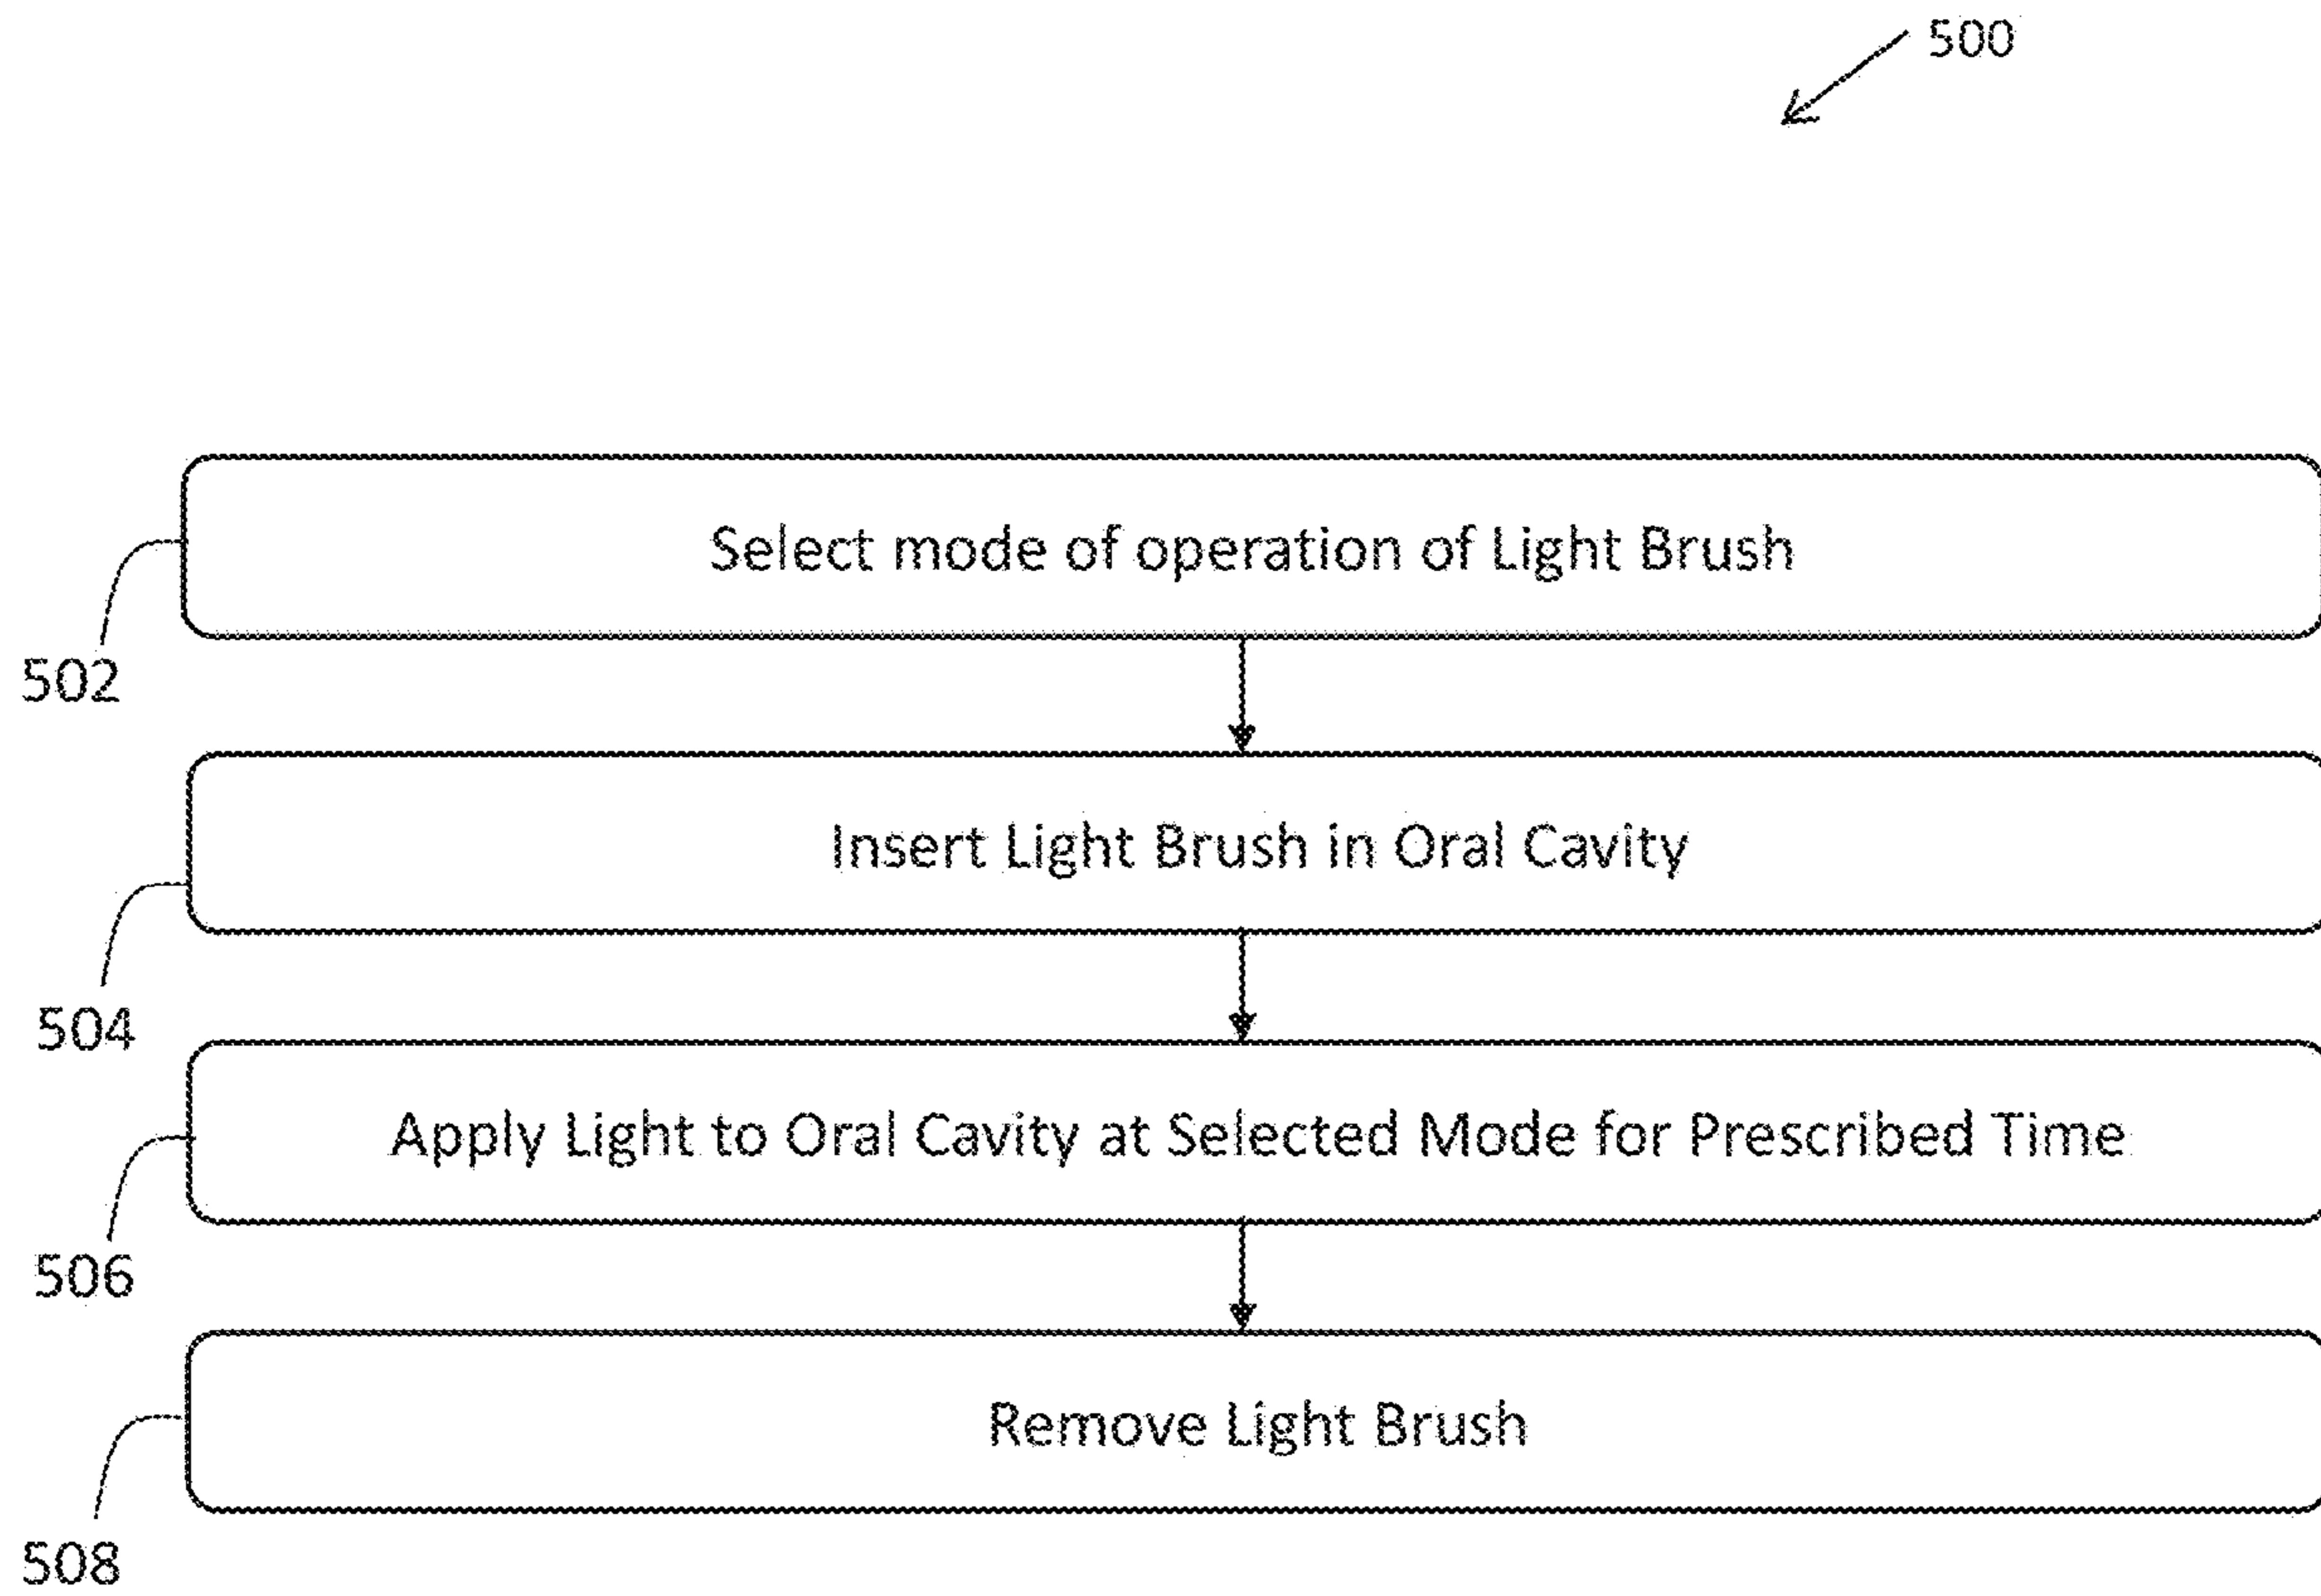 500
Select mode of operation of Light Brush
502
Insert Light Brush in Oral Cavity
504
Apply Light to Oral Cavity at Selected Mode for Prescribed Time
506
Remove Light Brush
508